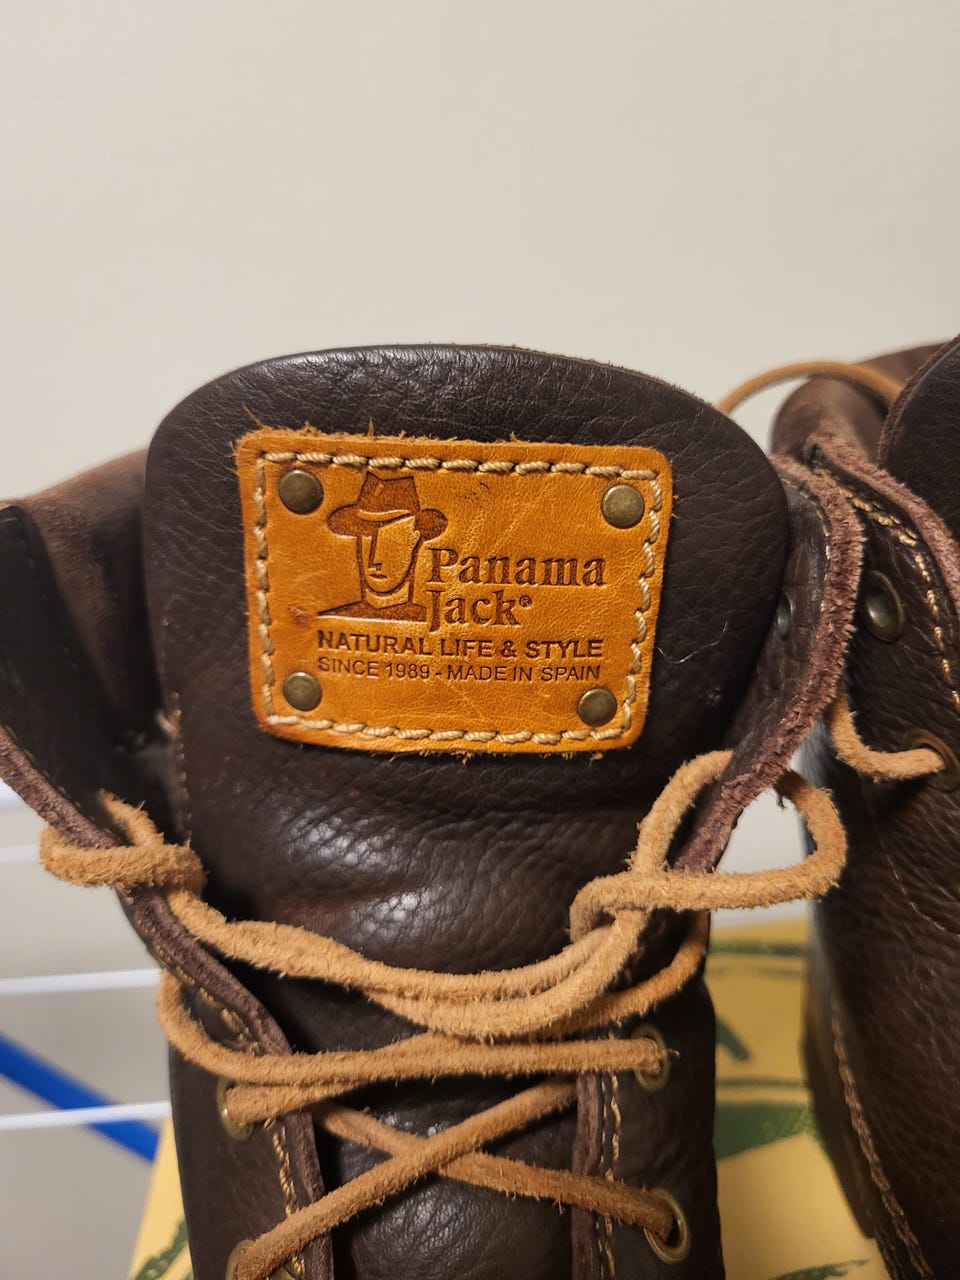 Panama
Jack®
NATURAL LIFE & STYLE
SINCE 1989 - MADE IN SPAIN